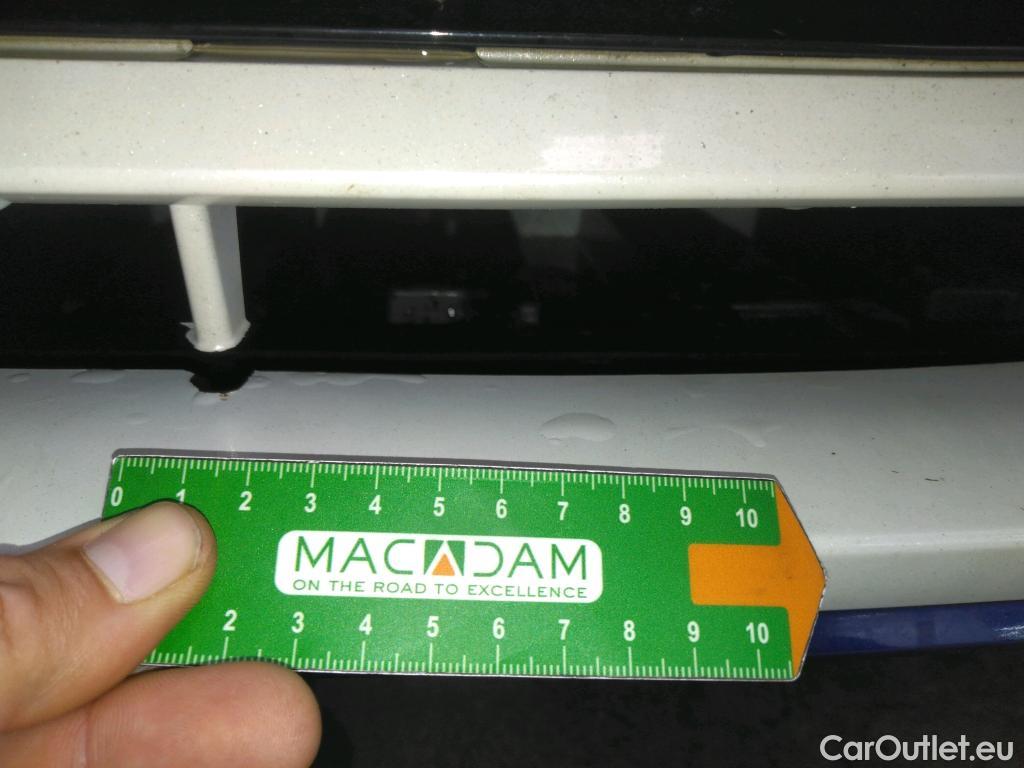 0 1 2 3 4 5 6 7 8 9 10
MACADAM
ON THE ROAD TO EXCELLENCE
2 3 4 5 6 7 8 9 10
CarOutlet.eu